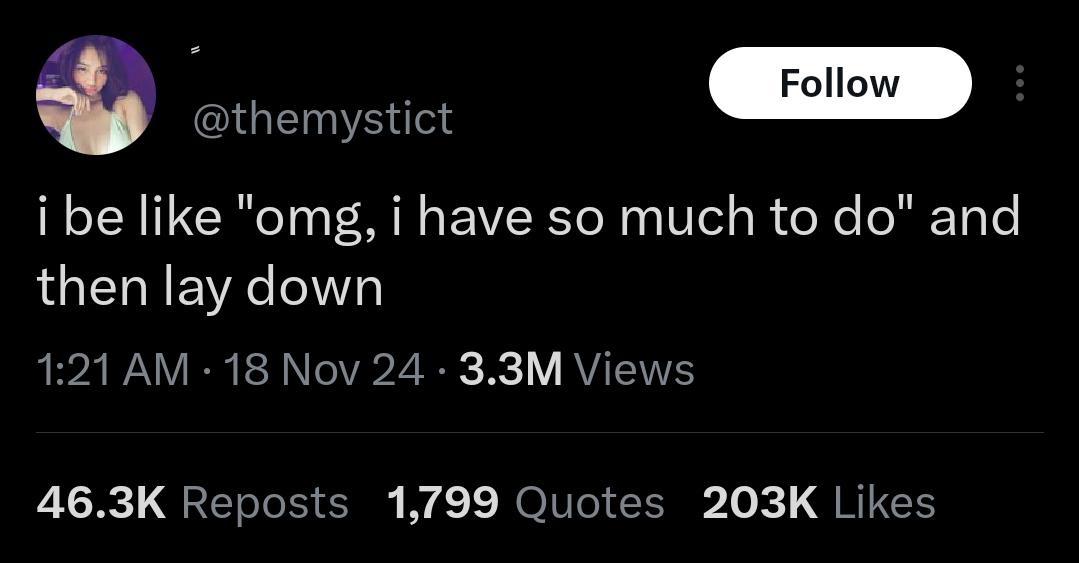 @themystict
Follow
i be like "omg, i have so much to do" and
then lay down
1:21 AM · 18 Nov 24 · 3.3M Views
46.3K Reposts 1,799 Quotes 203K Likes